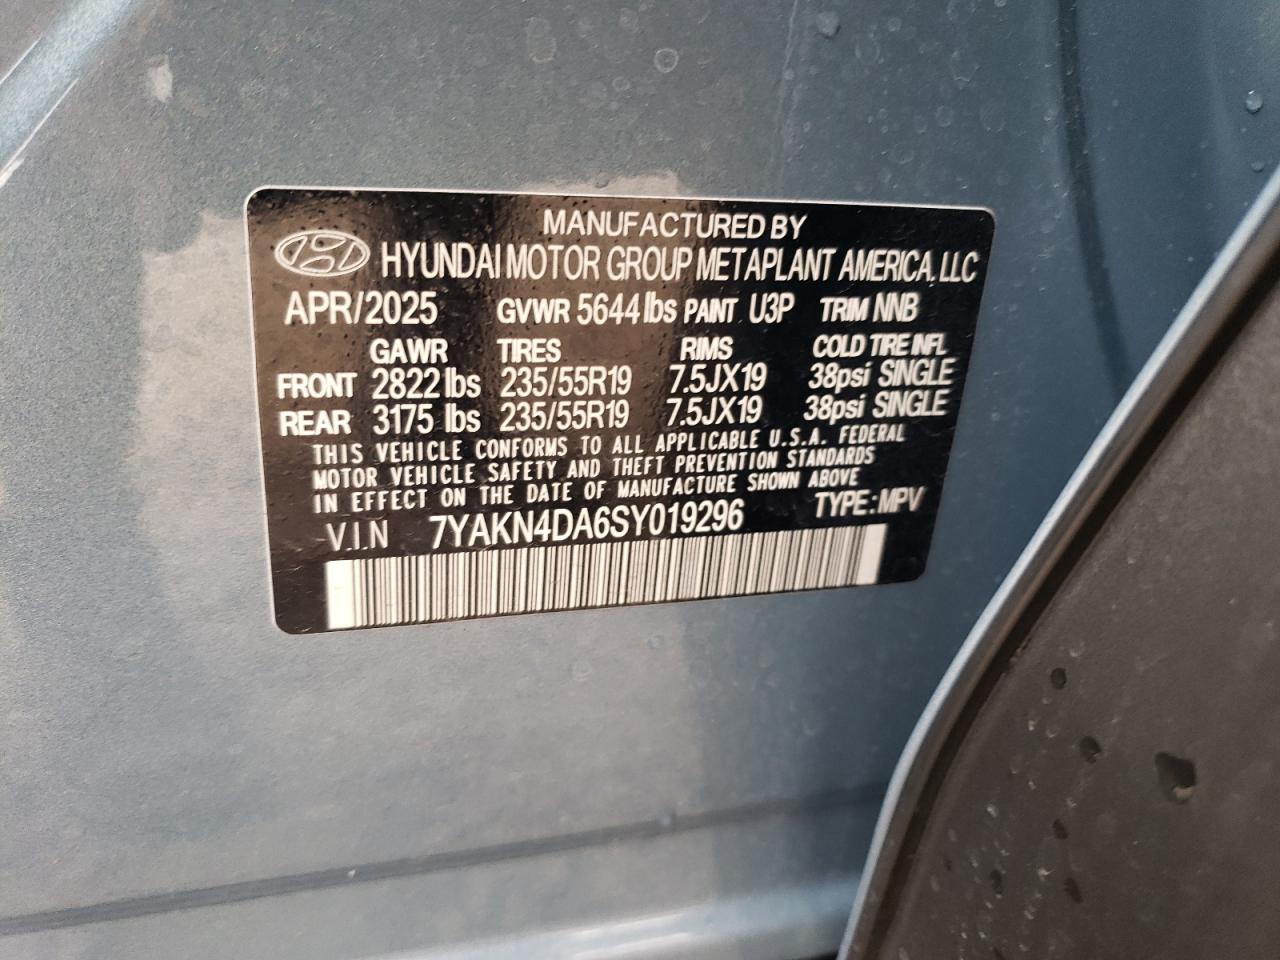 MANUFACTURED BY
HYUNDAI MOTOR GROUP METAPLANT AMERICA, LLC
APR/2025 GVWR 5644 lbs PAINT U3P TRIM NNB
GAWR TIRES RIMS COLD TIRE INFL
FRONT 2822 lbs 235/55R19 7.5JX19 38psi SINGLE
REAR 3175 lbs 235/55R19 7.5JX19 38psi SINGLE
THIS VEHICLE CONFORMS TO ALL APPLICABLE U.S.A. FEDERAL
MOTOR VEHICLE SAFETY AND THEFT PREVENTION STANDARDS
IN EFFECT ON THE DATE OF MANUFACTURE SHOWN ABOVE
V.I.N 7YAKN4DA6SY019296 TYPE: MPV